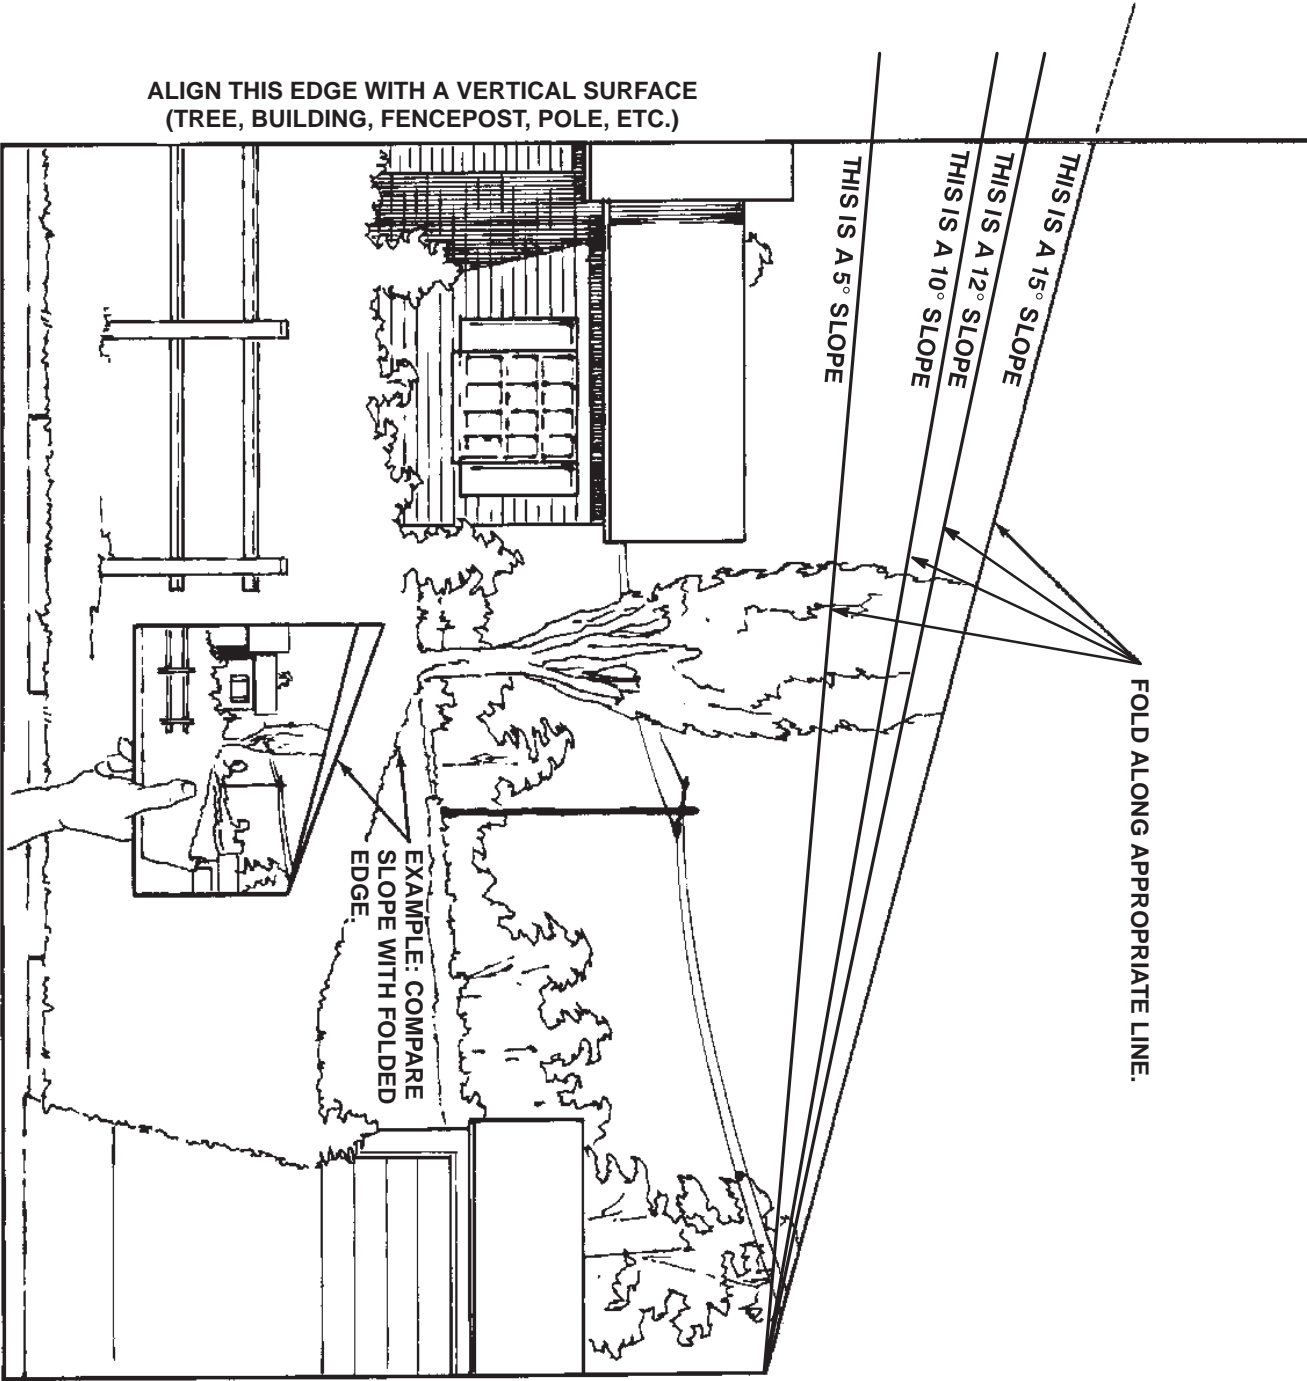 ALIGN THIS EDGE WITH A VERTICAL SURFACE
(TREE, BUILDING, FENCEPOST, POLE, ETC.)
THIS IS A 15° SLOPE
THIS IS A 12° SLOPE
THIS IS A 10° SLOPE
THIS IS A 5° SLOPE
FOLD ALONG APPROPRIATE LINE.
EXAMPLE: COMPARE
SLOPE WITH FOLDED
EDGE.